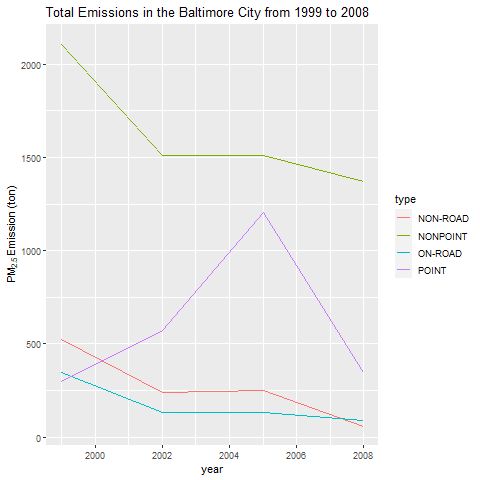 Total Emissions in the Baltimore City from 1999 to 2008
2000
1500
1000
500
0
PM2.5 Emission (ton)
2000 2002 2004 2006 2008
year
type
NON-ROAD
NONPOINT
ON-ROAD
POINT